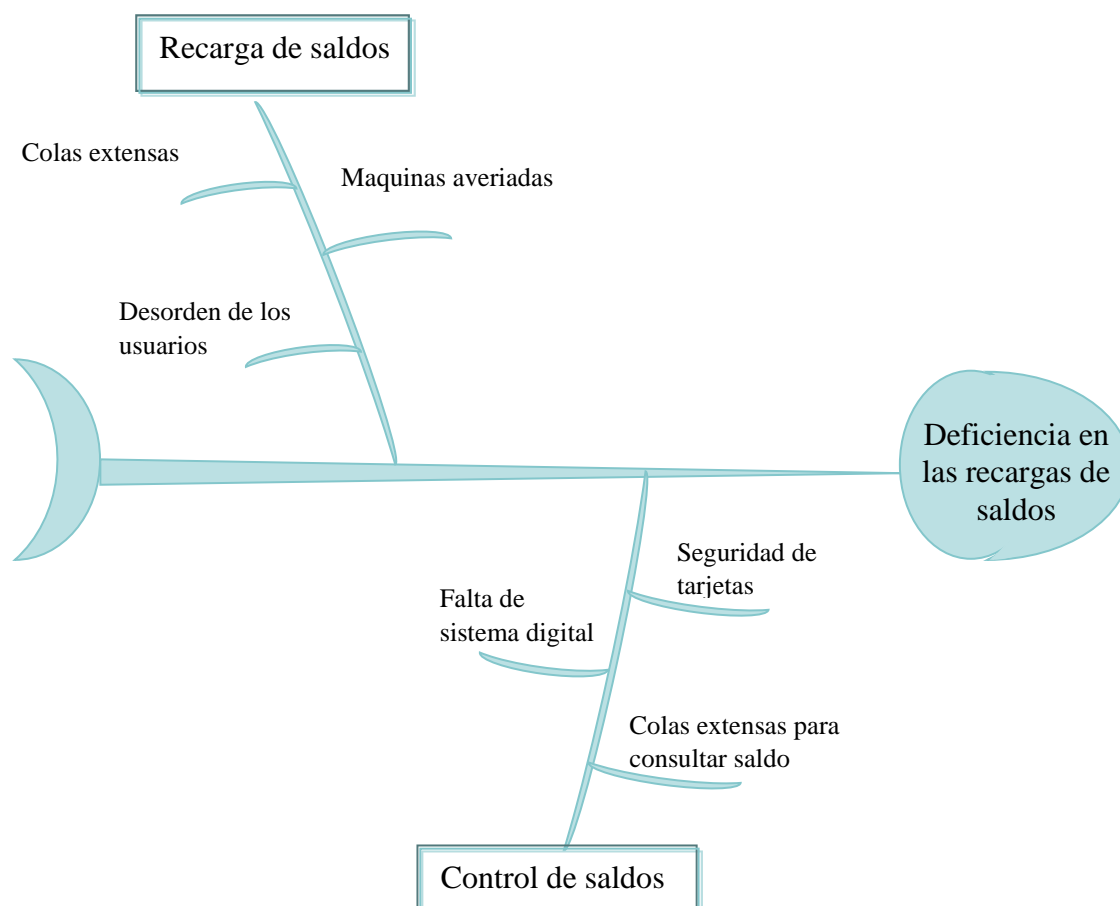 Recarga de saldos
Colas extensas
Maquinas averiadas
Desorden de los
usuarios
Deficiencia en
las recargas de
saldos
Seguridad de
tarjetas
Falta de
sistema digital
Colas extensas para
consultar saldo
Control de saldos